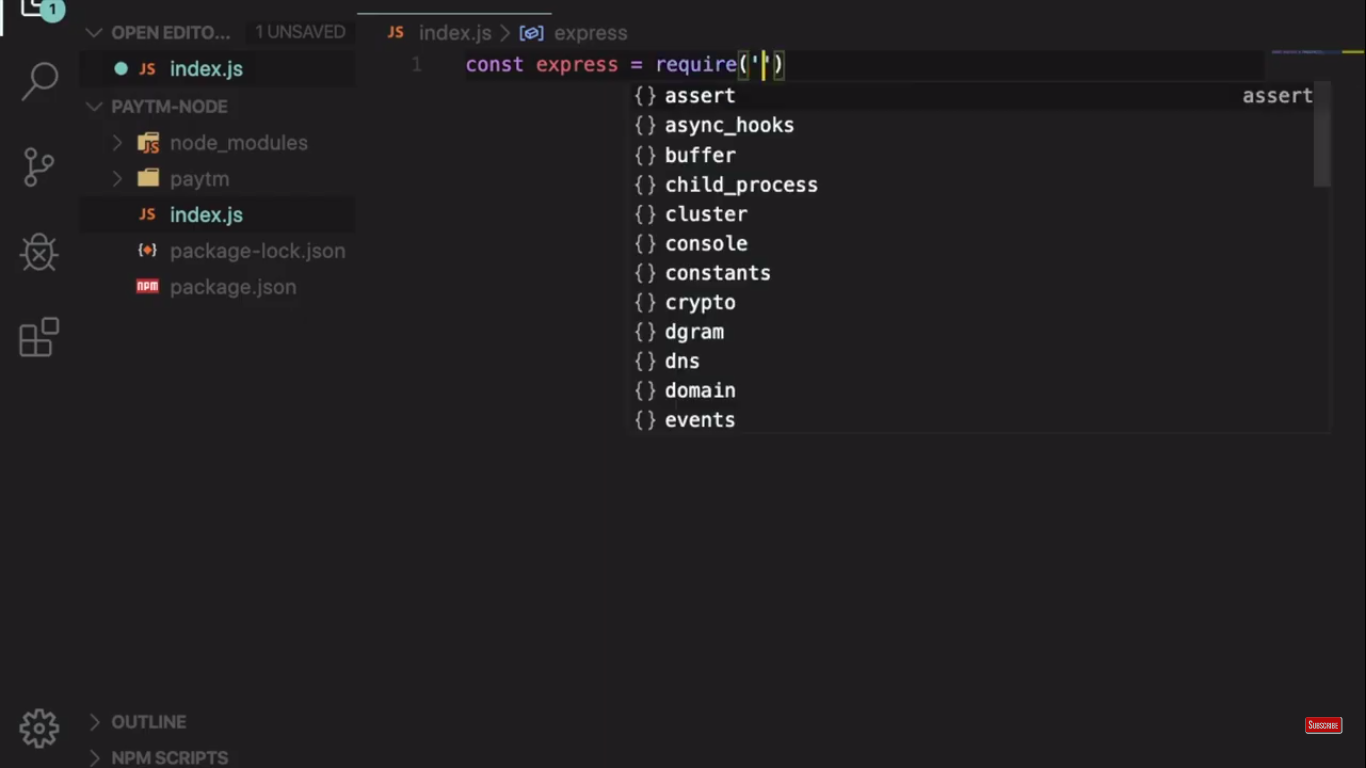 1
OPEN EDITO... 1 UNSAVED
JS index.js
PAYTM-NODE
node_modules
paytm
JS index.js
package-lock.json
npm package.json
OUTLINE
NPM SCRIPTS
JS index.js > express
1 const express = require('')
{} assert assert
{} async_hooks
{} buffer
{} child_process
{} cluster
{} console
{} constants
{} crypto
{} dgram
{} dns
{} domain
{} events
SUBSCRIBE